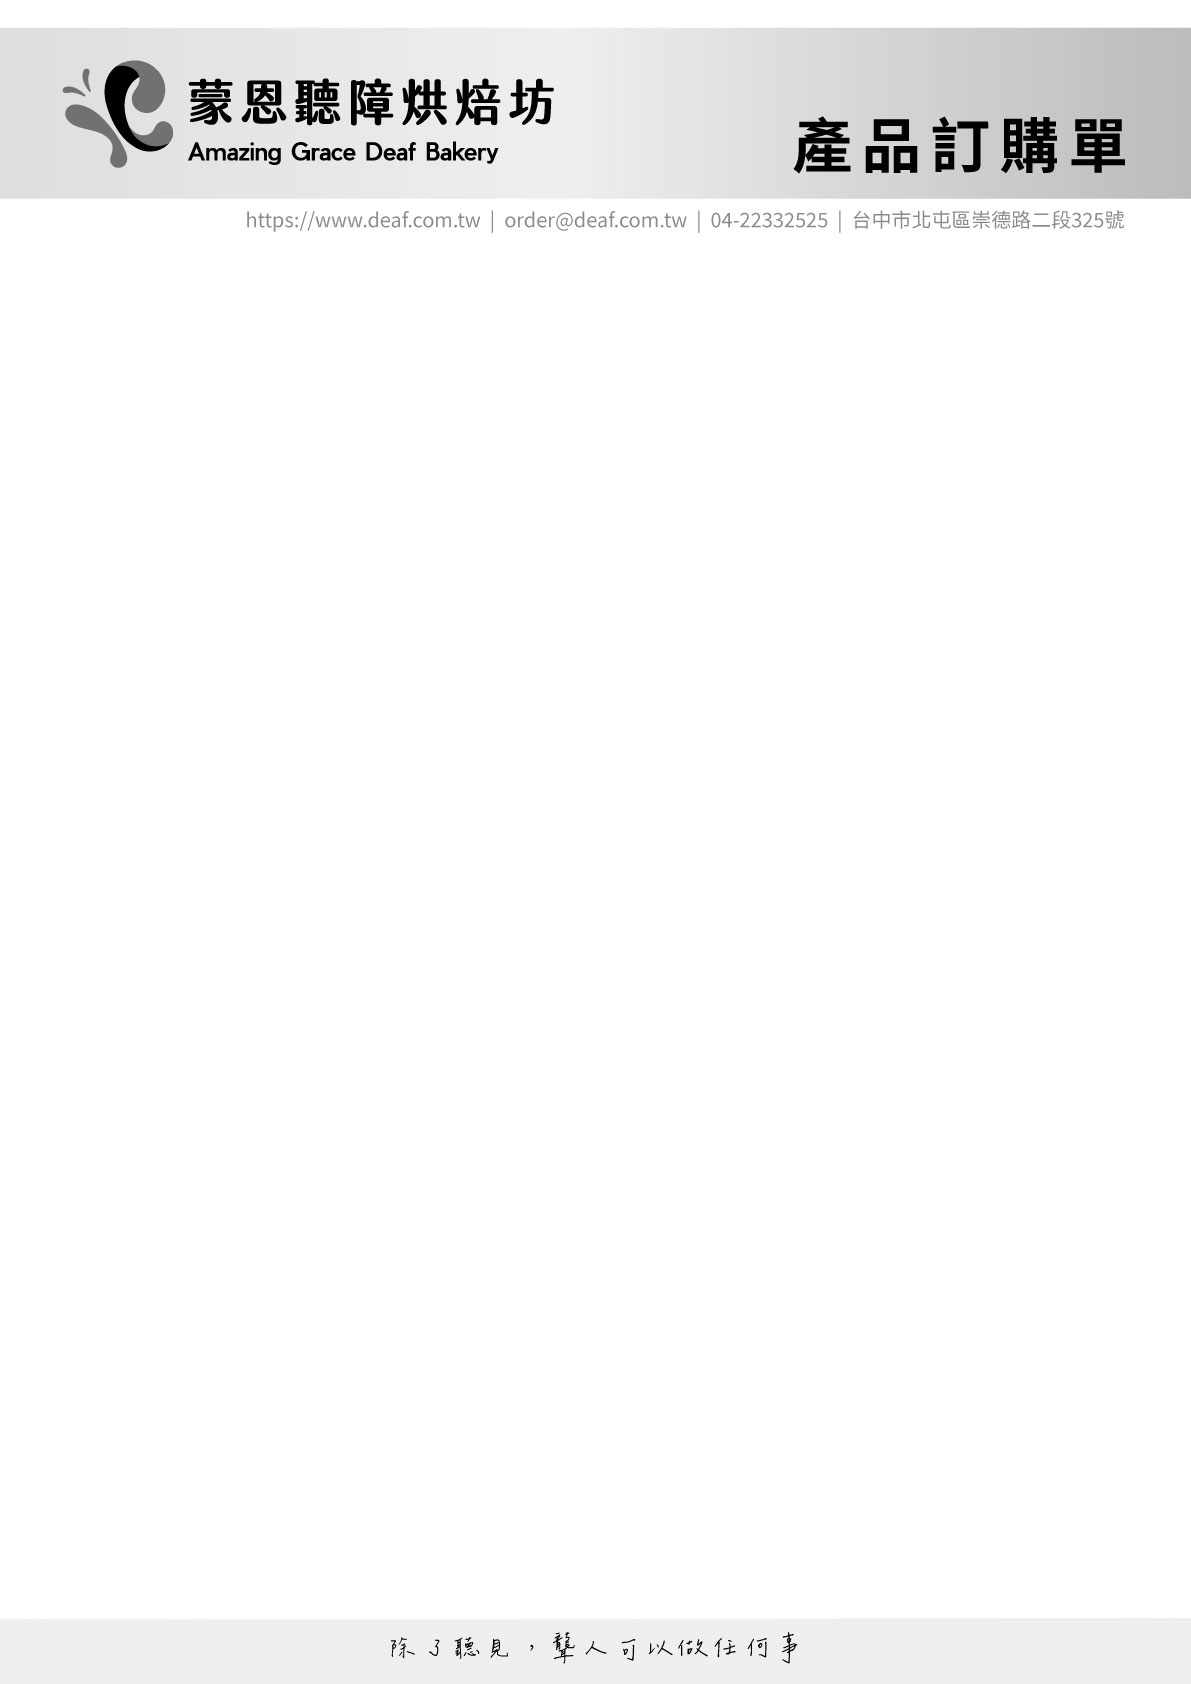 蒙恩聽障烘焙坊
Amazing Grace Deaf Bakery
產品訂購單
https://www.deaf.com.tw | order@deaf.com.tw | 04-22332525 | 台中市北屯區崇德路二段325號
除了聽見，聾人可以做任何事